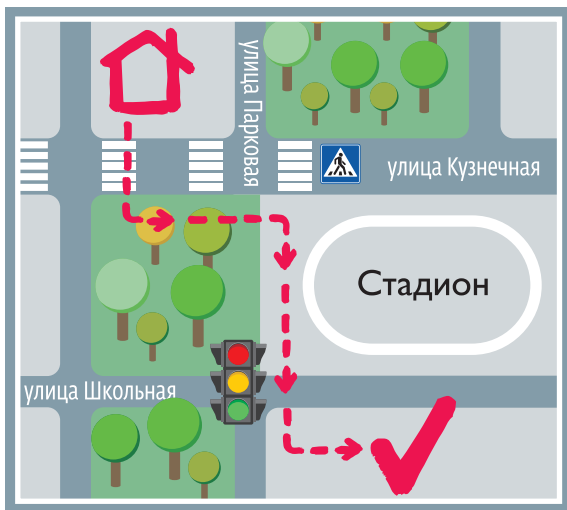 улица Парковая
улица Кузнечная
Стадион
улица Школьная